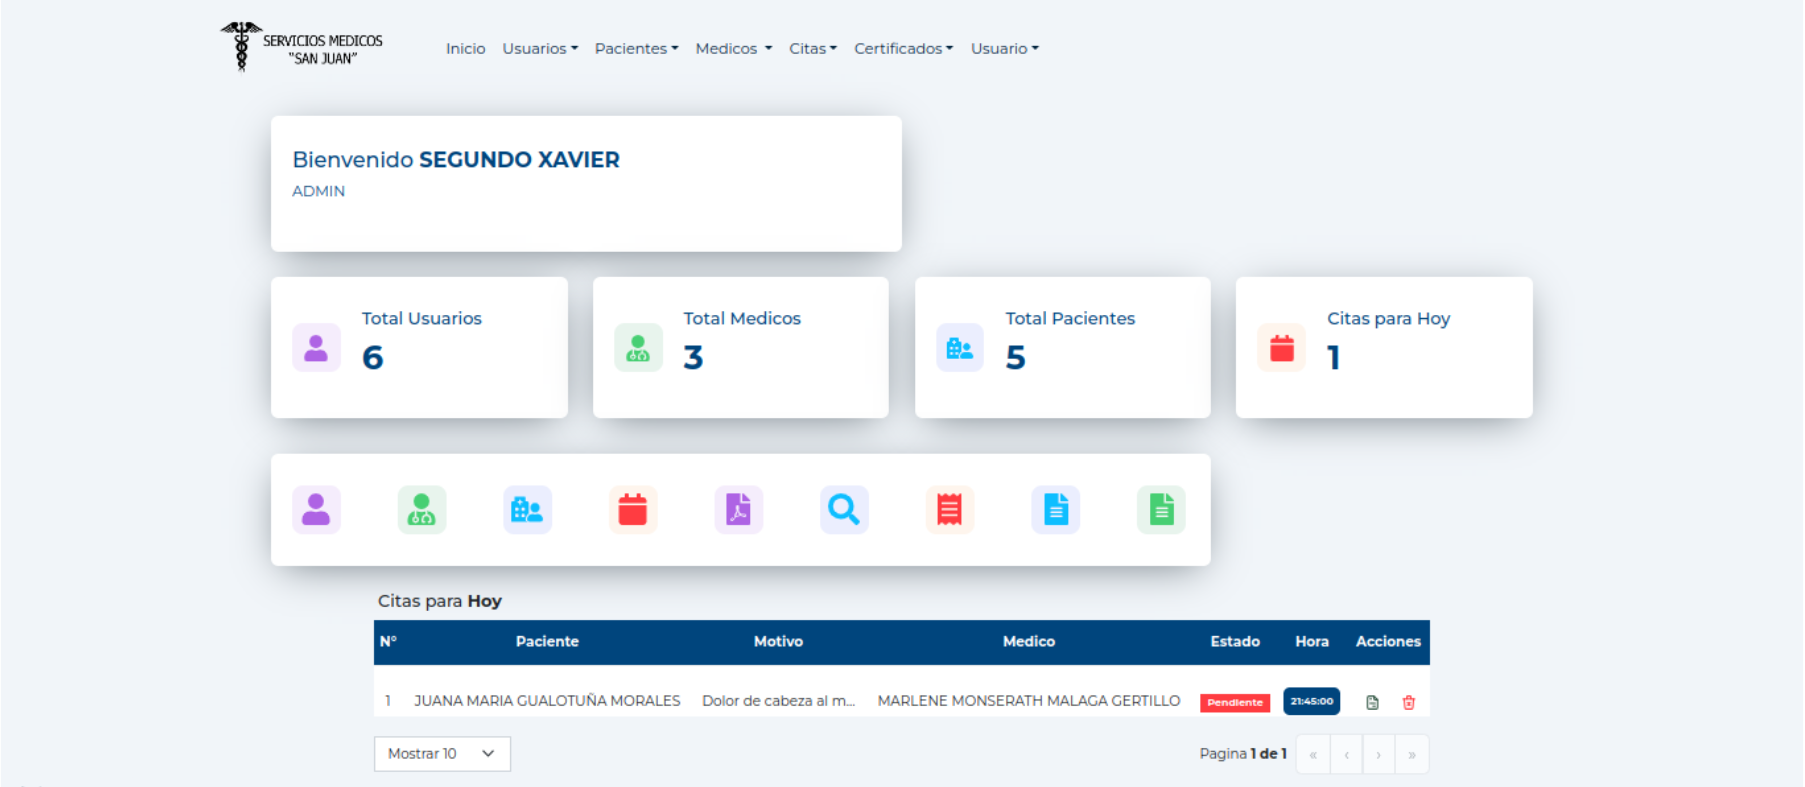 SERVICIOS MEDICOS
"SAN JUAN"
Inicio Usuarios Pacientes Medicos Citas Certificados Usuario
Bienvenido SEGUNDO XAVIER
ADMIN
Total Usuarios
6
Total Medicos
3
Total Pacientes
5
Citas para Hoy
1
Citas para Hoy
N° Paciente Motivo Medico Estado Hora Acciones
1 JUANA MARIA GUALOTUÑA MORALES Dolor de cabeza al m... MARLENE MONSERATH MALAGA GERTILLO Pendiente 21:45:00
Mostrar 10
Pagina 1 de 1 « ‹ › »